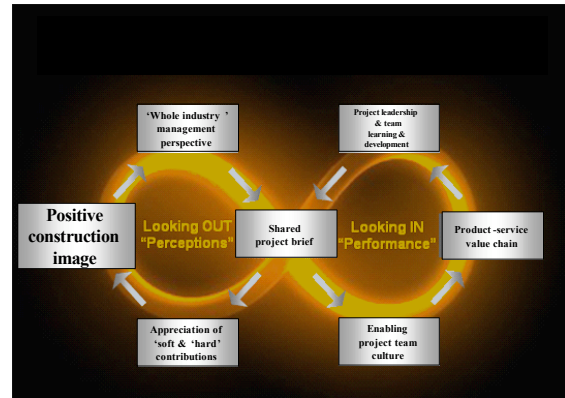 ‘Whole industry ’
management
perspective
Project leadership
& team
learning &
development
Positive
construction
image
Looking OUT
"Perceptions"
Shared
project brief
Looking IN
"Performance"
Product -service
value chain
Appreciation of
‘soft & ‘hard’
contributions
Enabling
project team
culture